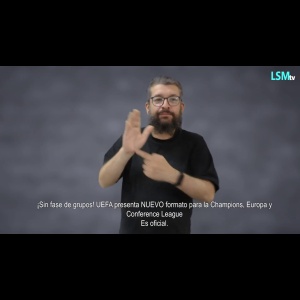 LSMtv
¡Sin fase de grupos! UEFA presenta NUEVO formato para la Champions, Europa y
Conference League
Es oficial.